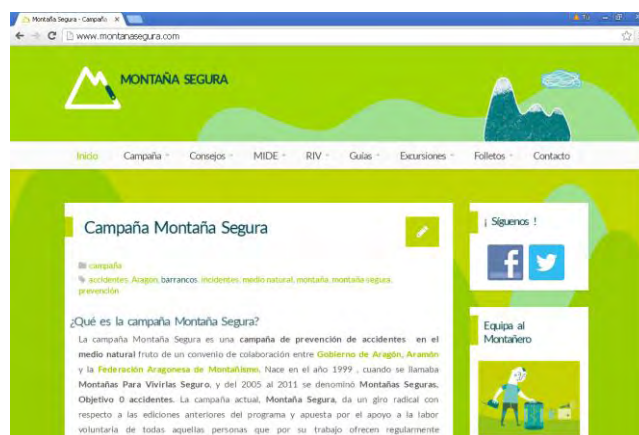 Montaña Segura - Campaña
www.montanasegura.com
MONTAÑA SEGURA
Inicio Campaña Consejos MIDE RIV Guías Excursiones Folletos Contacto
Campaña Montaña Segura
campaña
accidentes, Aragon, barrancos, incidentes, medio natural, montaña, montaña segura,
prevención
¿Qué es la campaña Montaña Segura?
La campaña Montaña Segura es una campaña de prevención de accidentes en el
medio natural fruto de un convenio de colaboración entre Gobierno de Aragón, Aramón
y la Federación Aragonesa de Montañismo. Nace en el año 1999 , cuando se llamaba
Montañas Para Vivirlas Seguro, y del 2005 al 2011 se denominó Montañas Seguras.
Objetivo 0 accidentes. La campaña actual, Montaña Segura, da un giro radical con
respecto a las ediciones anteriores del programa y apuesta por el apoyo a la labor
voluntaria de todas aquellas personas que por su trabajo ofrecen regularmente
¡ Síguenos !
Equipa al
Montañero